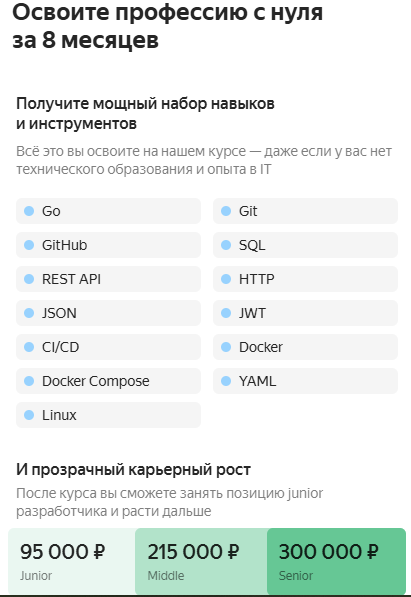 Освойте профессию с нуля
за 8 месяцев
Получите мощный набор навыков
и инструментов
Всё это вы освоите на нашем курсе — даже если у вас нет
технического образования и опыта в IT
Go
Git
GitHub
SQL
REST API
HTTP
JSON
JWT
CI/CD
Docker
Docker Compose
YAML
Linux
И прозрачный карьерный рост
После курса вы сможете занять позицию junior
разработчика и расти дальше
95 000 ₽
215 000 ₽
300 000 ₽
Junior
Middle
Senior